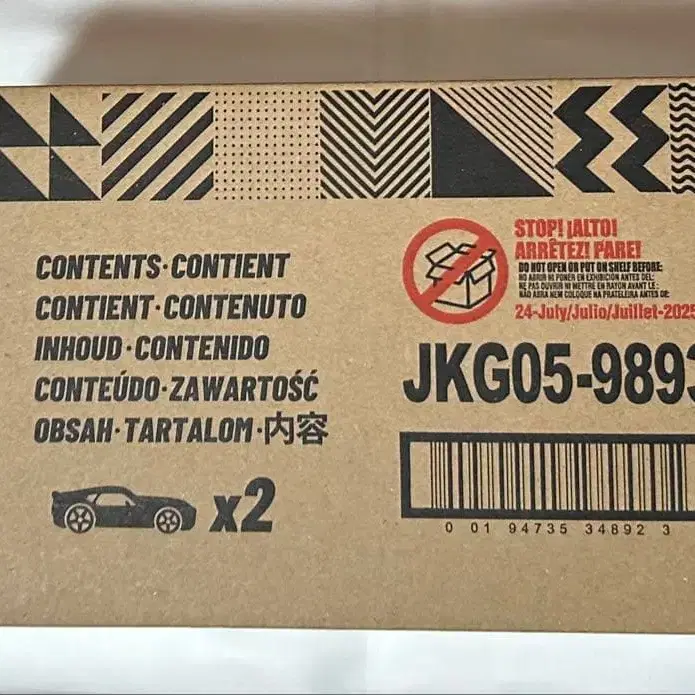 CONTENTS·CONTIENT
CONTIENT·CONTENUTO
INHOUD·CONTENIDO
CONTEÚDO·ZAWARTOŚĆ
OBSAH·TARTALOM·内容
x2
STOP! ¡ALTO!
ARRÊTEZ! PARE!
DO NOT OPEN OR PUT ON SHELF BEFORE:
NO ABRIR NI PONER EN EXHIBICIÓN ANTES DEL:
NE PAS OUVRIR NI METTRE EN RAYON AVANT LE:
NÃO ABRA NEM COLOQUE NA PRATELEIRA ANTES DE:
24-July/Julio/Juillet-2025
JKG05-9893
0 01 94735 34892 3